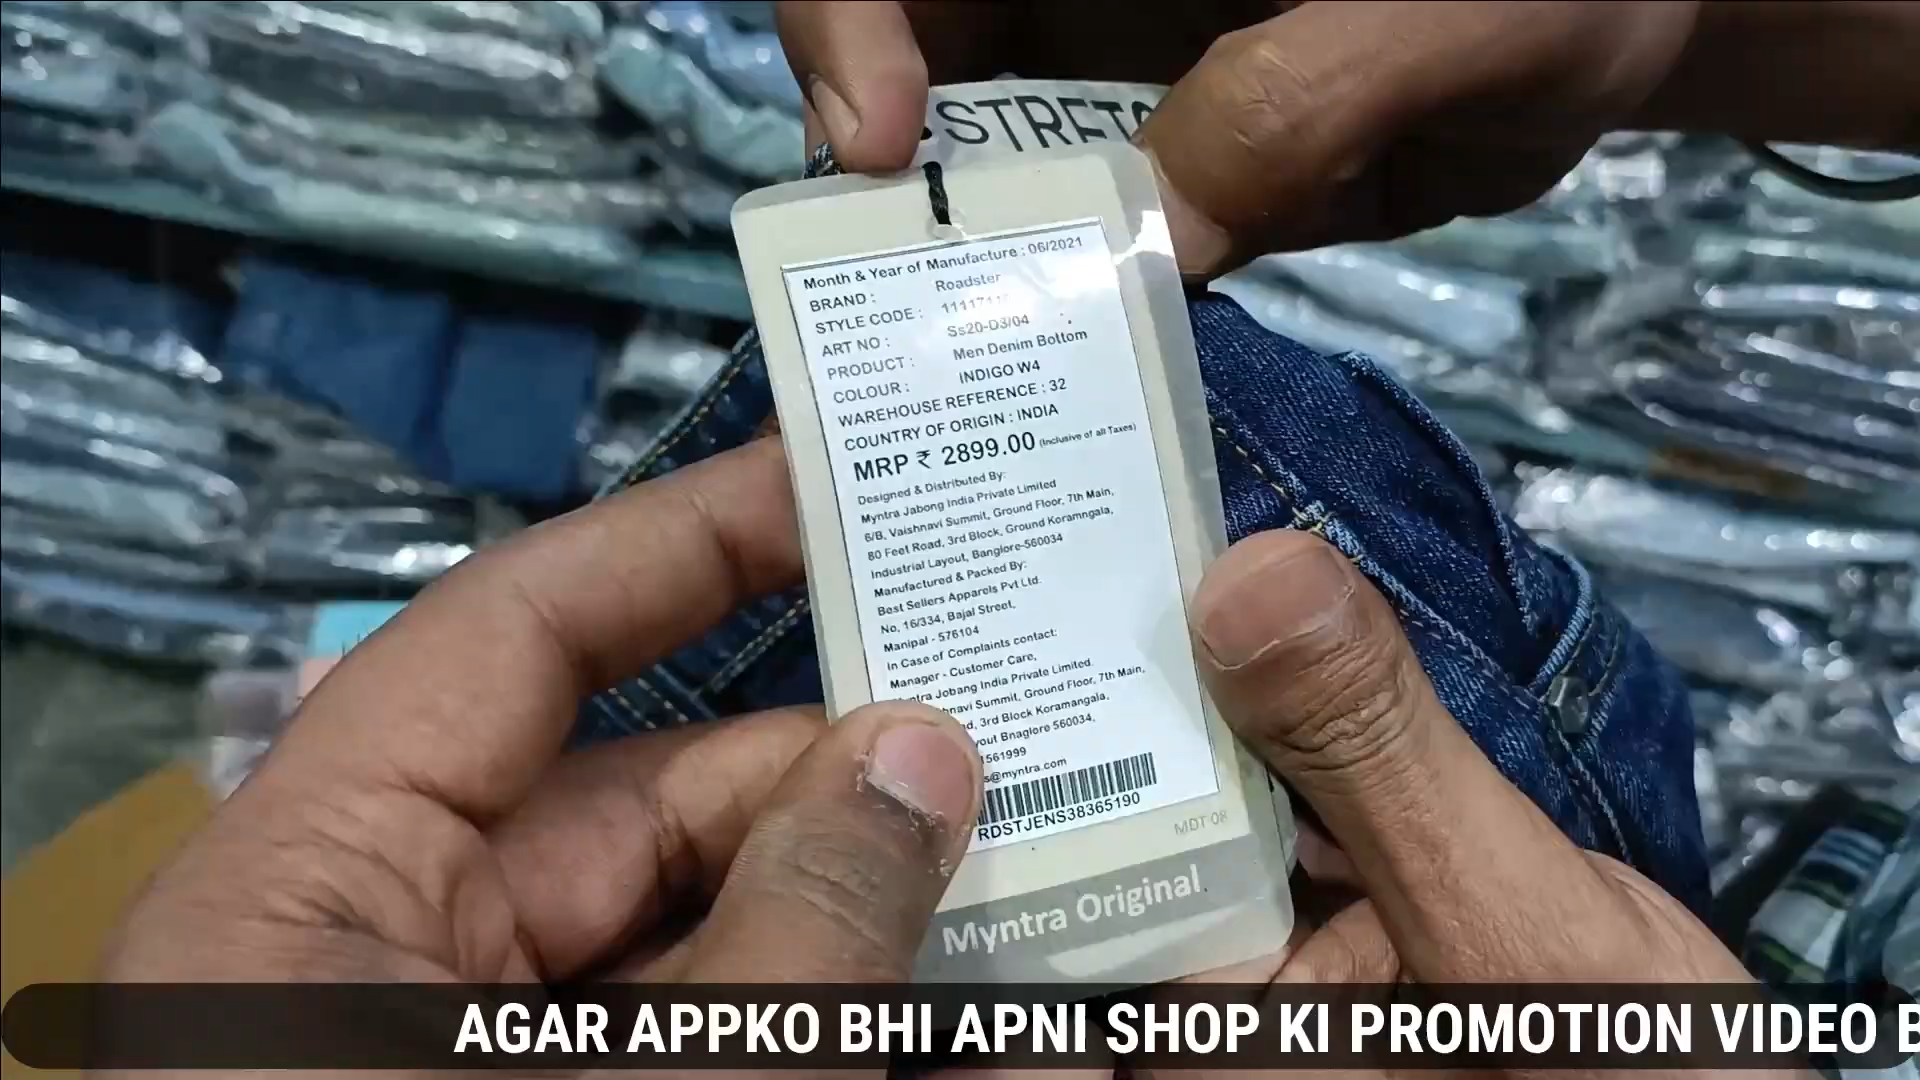 STRETC
Month & Year of Manufacture : 06/2021
BRAND : Roadster
STYLE CODE : 1111711
ART NO : Ss20-D3/04
PRODUCT : Men Denim Bottom
COLOUR : INDIGO W4
WAREHOUSE REFERENCE : 32
COUNTRY OF ORIGIN : INDIA
MRP ₹ 2899.00 (Inclusive of all Taxes)
Designed & Distributed By:
Myntra Jabong India Private Limited
6/B, Vaishnavi Summit, Ground Floor, 7th Main,
80 Feet Road, 3rd Block, Ground Koramngala,
Industrial Layout, Banglore-560034
Manufactured & Packed By:
Best Sellers Apparels Pvt Ltd.
No, 16/334, Bajal Street,
Manipal - 576104
In Case of Complaints contact:
Manager - Customer Care,
ntra Jobang India Private Limited.
hnavi Summit, Ground Floor, 7th Main,
d, 3rd Block Koramangala,
yout Bnaglore 560034,
1561999
s@myntra.com
RDSTJENS38365190
MDT 08
Myntra Original
AGAR APPKO BHI APNI SHOP KI PROMOTION VIDEO B